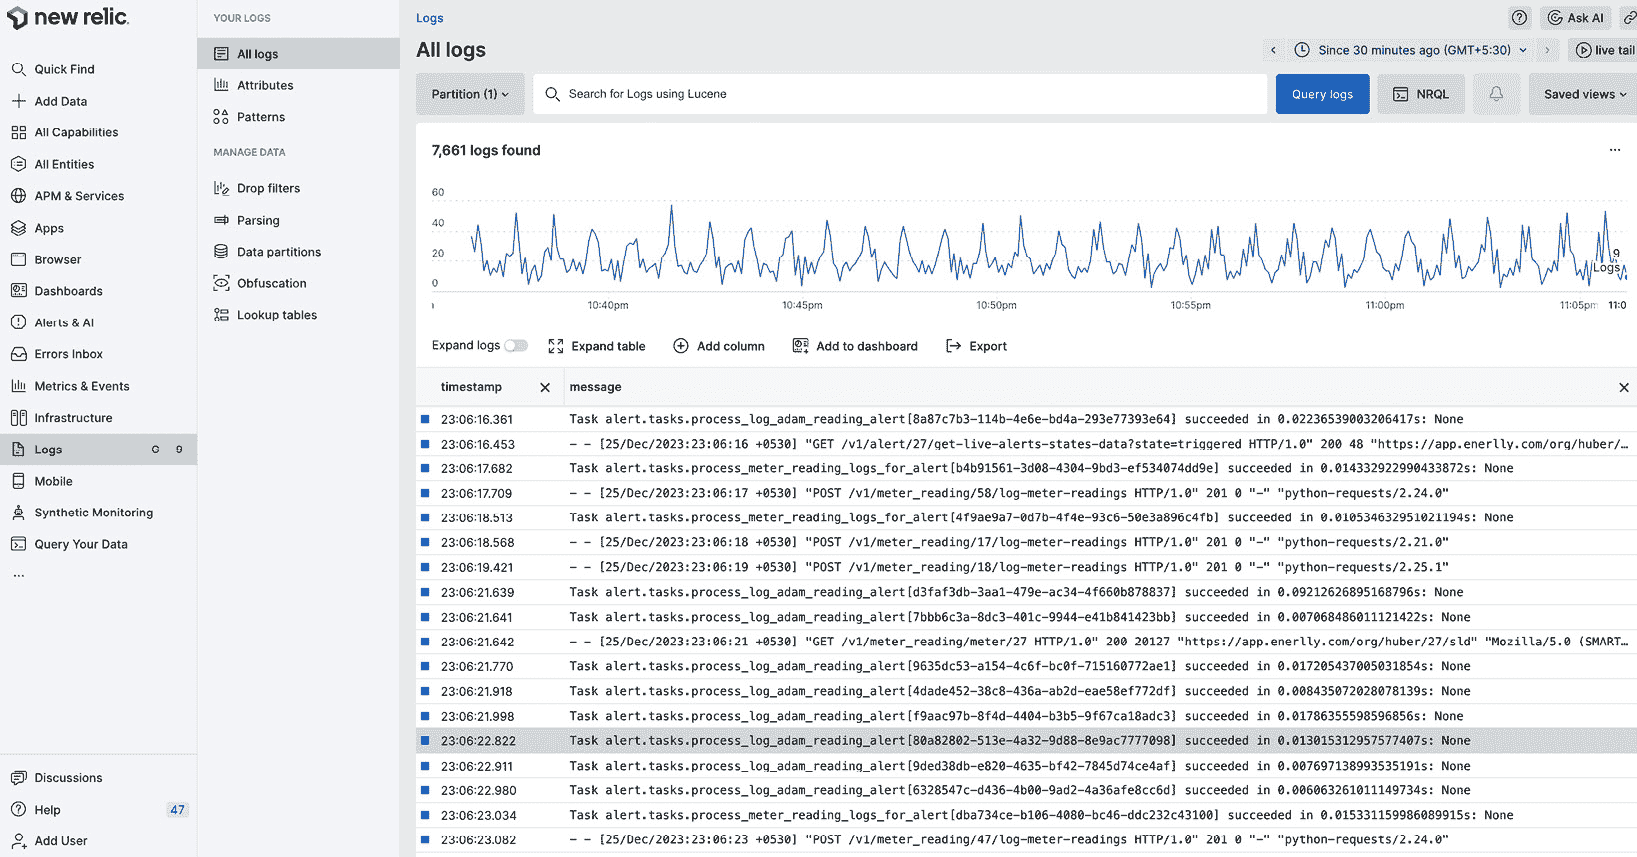 new relic.
Quick Find
Add Data
All Capabilities
All Entities
APM & Services
Apps
Browser
Dashboards
Alerts & AI
Errors Inbox
Metrics & Events
Infrastructure
Logs C 9
Mobile
Synthetic Monitoring
Query Your Data
...
Discussions
Help 47
Add User
YOUR LOGS
All logs
Attributes
Patterns
MANAGE DATA
Drop filters
Parsing
Data partitions
Obfuscation
Lookup tables
Logs
Ask AI
All logs
Since 30 minutes ago (GMT+5:30)
live tail
Partition (1)
Search for Logs using Lucene
Query logs
NRQL
Saved views
7,661 logs found
...
60
40
20
0
9
Logs
10:40pm 10:45pm 10:50pm 10:55pm 11:00pm 11:05pm 11:0
Expand logs Expand table Add column Add to dashboard Export
timestamp message
23:06:16.361 Task alert.tasks.process_log_adam_reading_alert[8a87c7b3-114b-4e6e-bd4a-293e77393e64] succeeded in 0.02236539003206417s: None
23:06:16.453 - - [25/Dec/2023:23:06:16 +0530] "GET /v1/alert/27/get-live-alerts-states-data?state=triggered HTTP/1.0" 200 48 "https://app.enerlly.com/org/huber/...
23:06:17.682 Task alert.tasks.process_meter_reading_logs_for_alert[b4b91561-3d08-4304-9bd3-ef534074dd9e] succeeded in 0.014332922990433872s: None
23:06:17.709 - - [25/Dec/2023:23:06:17 +0530] "POST /v1/meter_reading/58/log-meter-readings HTTP/1.0" 201 0 "-" "python-requests/2.24.0"
23:06:18.513 Task alert.tasks.process_meter_reading_logs_for_alert[4f9ae9a7-0d7b-4f4e-93c6-50e3a896c4fb] succeeded in 0.010534632951021194s: None
23:06:18.568 - - [25/Dec/2023:23:06:18 +0530] "POST /v1/meter_reading/17/log-meter-readings HTTP/1.0" 201 0 "-" "python-requests/2.21.0"
23:06:19.421 - - [25/Dec/2023:23:06:19 +0530] "POST /v1/meter_reading/18/log-meter-readings HTTP/1.0" 201 0 "-" "python-requests/2.25.1"
23:06:21.639 Task alert.tasks.process_log_adam_reading_alert[d3faf3db-3aa1-479e-ac34-4f660b878837] succeeded in 0.09212626895168796s: None
23:06:21.641 Task alert.tasks.process_log_adam_reading_alert[7bbb6c3a-8dc3-401c-9944-e41b841423bb] succeeded in 0.007068486011121422s: None
23:06:21.642 - - [25/Dec/2023:23:06:21 +0530] "GET /v1/meter_reading/meter/27 HTTP/1.0" 200 20127 "https://app.enerlly.com/org/huber/27/sld" "Mozilla/5.0 (SMART...
23:06:21.770 Task alert.tasks.process_log_adam_reading_alert[9635dc53-a154-4c6f-bc0f-715160772ae1] succeeded in 0.017205437005031854s: None
23:06:21.918 Task alert.tasks.process_log_adam_reading_alert[4dade452-38c8-436a-ab2d-eae58ef772df] succeeded in 0.008435072028078139s: None
23:06:21.998 Task alert.tasks.process_log_adam_reading_alert[f9aac97b-8f4d-4404-b3b5-9f67ca18adc3] succeeded in 0.01786355598596856s: None
23:06:22.822 Task alert.tasks.process_log_adam_reading_alert[80a82802-513e-4a32-9d88-8e9ac7777098] succeeded in 0.013015312957577407s: None
23:06:22.911 Task alert.tasks.process_log_adam_reading_alert[9ded38db-e820-4635-bf42-7845d74ce4af] succeeded in 0.007697138993535191s: None
23:06:22.980 Task alert.tasks.process_log_adam_reading_alert[6328547c-d436-4b00-9ad2-4a36afe8cc6d] succeeded in 0.006063261011149734s: None
23:06:23.034 Task alert.tasks.process_meter_reading_logs_for_alert[dba734ce-b106-4080-bc46-ddc232c43100] succeeded in 0.015331159986089915s: None
23:06:23.082 - - [25/Dec/2023:23:06:23 +0530] "POST /v1/meter_reading/47/log-meter-readings HTTP/1.0" 201 0 "-" "python-requests/2.24.0"